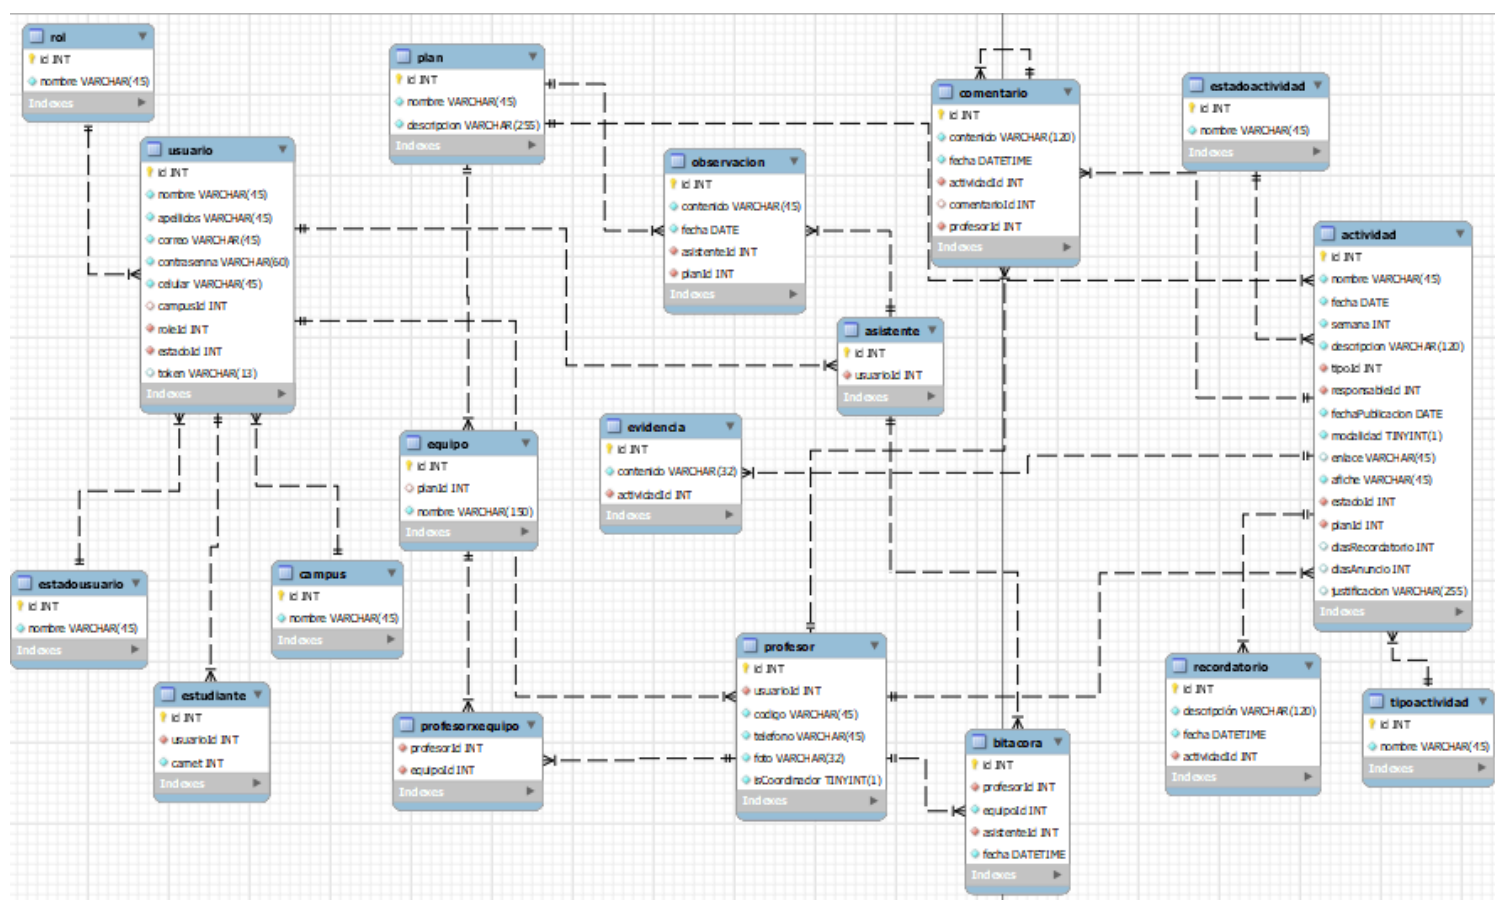 rol
id INT
nombre VARCHAR(45)
Indexes
usuario
id INT
nombre VARCHAR(45)
apellidos VARCHAR(45)
correo VARCHAR(45)
contrasenna VARCHAR(60)
celular VARCHAR(45)
campusId INT
roleId INT
estadoId INT
token VARCHAR(13)
Indexes
plan
id INT
nombre VARCHAR(45)
descripcion VARCHAR(255)
Indexes
observacion
id INT
contenido VARCHAR(45)
fecha DATE
asistenteId INT
planId INT
Indexes
comentario
id INT
contenido VARCHAR(120)
fecha DATETIME
actividadId INT
comentarioId INT
profesorId INT
Indexes
estadoactividad
id INT
nombre VARCHAR(45)
Indexes
actividad
id INT
nombre VARCHAR(45)
fecha DATE
semana INT
descripcion VARCHAR(120)
tipoId INT
responsableId INT
fechaPublicacion DATE
modalidad TINYINT(1)
enlace VARCHAR(45)
afiche VARCHAR(45)
estadoId INT
planId INT
diasRecordatorio INT
diasAnuncio INT
justificacion VARCHAR(255)
Indexes
asistente
id INT
usuarioId INT
Indexes
evidencia
id INT
contenido VARCHAR(32)
actividadId INT
Indexes
equipo
id INT
planId INT
nombre VARCHAR(150)
Indexes
estadousuario
id INT
nombre VARCHAR(45)
Indexes
campus
id INT
nombre VARCHAR(45)
Indexes
estudiante
id INT
usuarioId INT
carnet INT
Indexes
profesorxequipo
profesorId INT
equipoId INT
Indexes
profesor
id INT
usuarioId INT
codigo VARCHAR(45)
telefono VARCHAR(45)
foto VARCHAR(32)
isCoordinador TINYINT(1)
Indexes
bitacora
id INT
profesorId INT
equipoId INT
asistenteId INT
fecha DATETIME
Indexes
recordatorio
id INT
descripción VARCHAR(120)
fecha DATETIME
actividadId INT
Indexes
tipoactividad
id INT
nombre VARCHAR(45)
Indexes